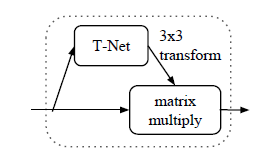 T-Net
3x3
transform
matrix
multiply